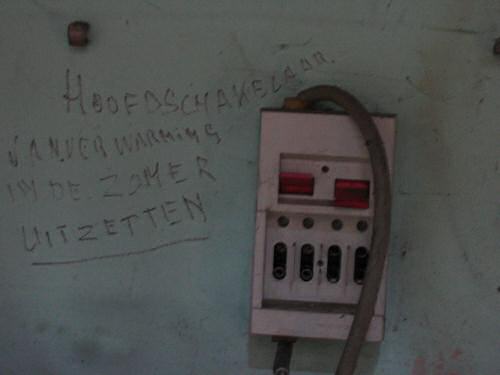 HOOFDSCHAKELAAR.
VAN VERWARMING
IN DE ZOMER
UITZETTEN